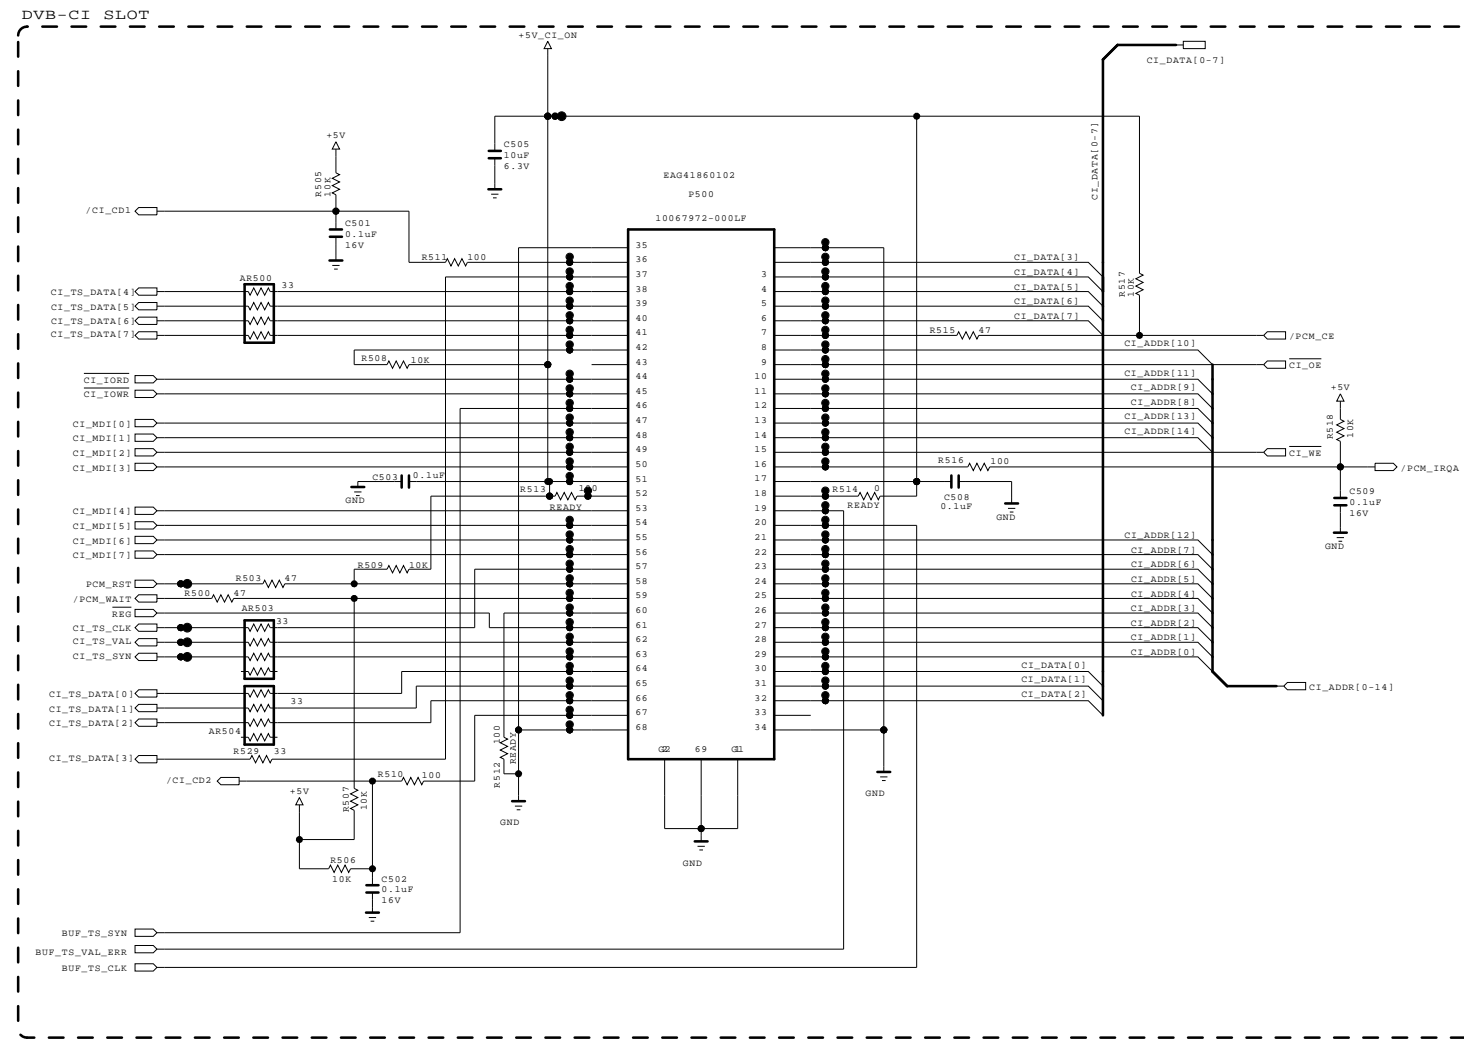 DVB-CI SLOT
+5V_CI_ON
CI_DATA[0-7]
CI_DATA[0-7]
+5V
R505
10K
C505
10uF
6.3V
EAG41860102
P500
10067972-000LF
/CI_CD1
C501
0.1uF
16V
R511 100
AR500
33
CI_TS_DATA[4]
CI_TS_DATA[5]
CI_TS_DATA[6]
CI_TS_DATA[7]
R508 10K
CI_IORD
CI_IOWR
CI_MDI[0]
CI_MDI[1]
CI_MDI[2]
CI_MDI[3]
C503 0.1uF
GND
R513 100
READY
CI_MDI[4]
CI_MDI[5]
CI_MDI[6]
CI_MDI[7]
R509 10K
PCM_RST
R503 47
/PCM_WAIT
R500 47
REG
AR503
33
CI_TS_CLK
CI_TS_VAL
CI_TS_SYN
CI_TS_DATA[0]
CI_TS_DATA[1]
CI_TS_DATA[2]
33
AR504
R529 33
CI_TS_DATA[3]
/CI_CD2
R510 100
+5V
R507
10K
R506
10K
C502
0.1uF
16V
R512 100
READY
GND
BUF_TS_SYN
BUF_TS_VAL_ERR
BUF_TS_CLK
35
36
37
38
39
40
41
42
43
44
45
46
47
48
49
50
51
52
53
54
55
56
57
58
59
60
61
62
63
64
65
66
67
68
3
4
5
6
7
8
9
10
11
12
13
14
15
16
17
18
19
20
21
22
23
24
25
26
27
28
29
30
31
32
33
34
G2 69 G1
GND
GND
CI_DATA[3]
CI_DATA[4]
CI_DATA[5]
CI_DATA[6]
CI_DATA[7]
R517
10K
R515 47
/PCM_CE
CI_ADDR[10]
CI_OE
CI_ADDR[11]
CI_ADDR[9]
CI_ADDR[8]
CI_ADDR[13]
CI_ADDR[14]
+5V
R518
10K
CI_WE
R516 100
/PCM_IRQA
R514 0
READY
C508
0.1uF
GND
C509
0.1uF
16V
GND
CI_ADDR[12]
CI_ADDR[7]
CI_ADDR[6]
CI_ADDR[5]
CI_ADDR[4]
CI_ADDR[3]
CI_ADDR[2]
CI_ADDR[1]
CI_ADDR[0]
CI_DATA[0]
CI_DATA[1]
CI_DATA[2]
CI_ADDR[0-14]